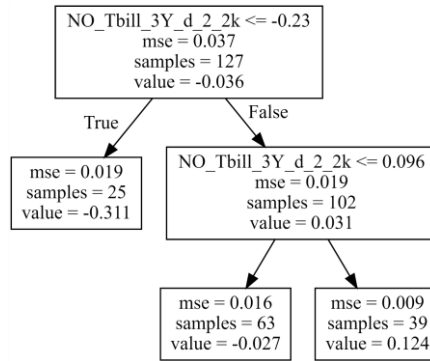 NO_Tbill_3Y_d_2_2k <= -0.23
mse = 0.037
samples = 127
value = -0.036
True
False
mse = 0.019
samples = 25
value = -0.311
NO_Tbill_3Y_d_2_2k <= 0.096
mse = 0.019
samples = 102
value = 0.031
mse = 0.016
samples = 63
value = -0.027
mse = 0.009
samples = 39
value = 0.124